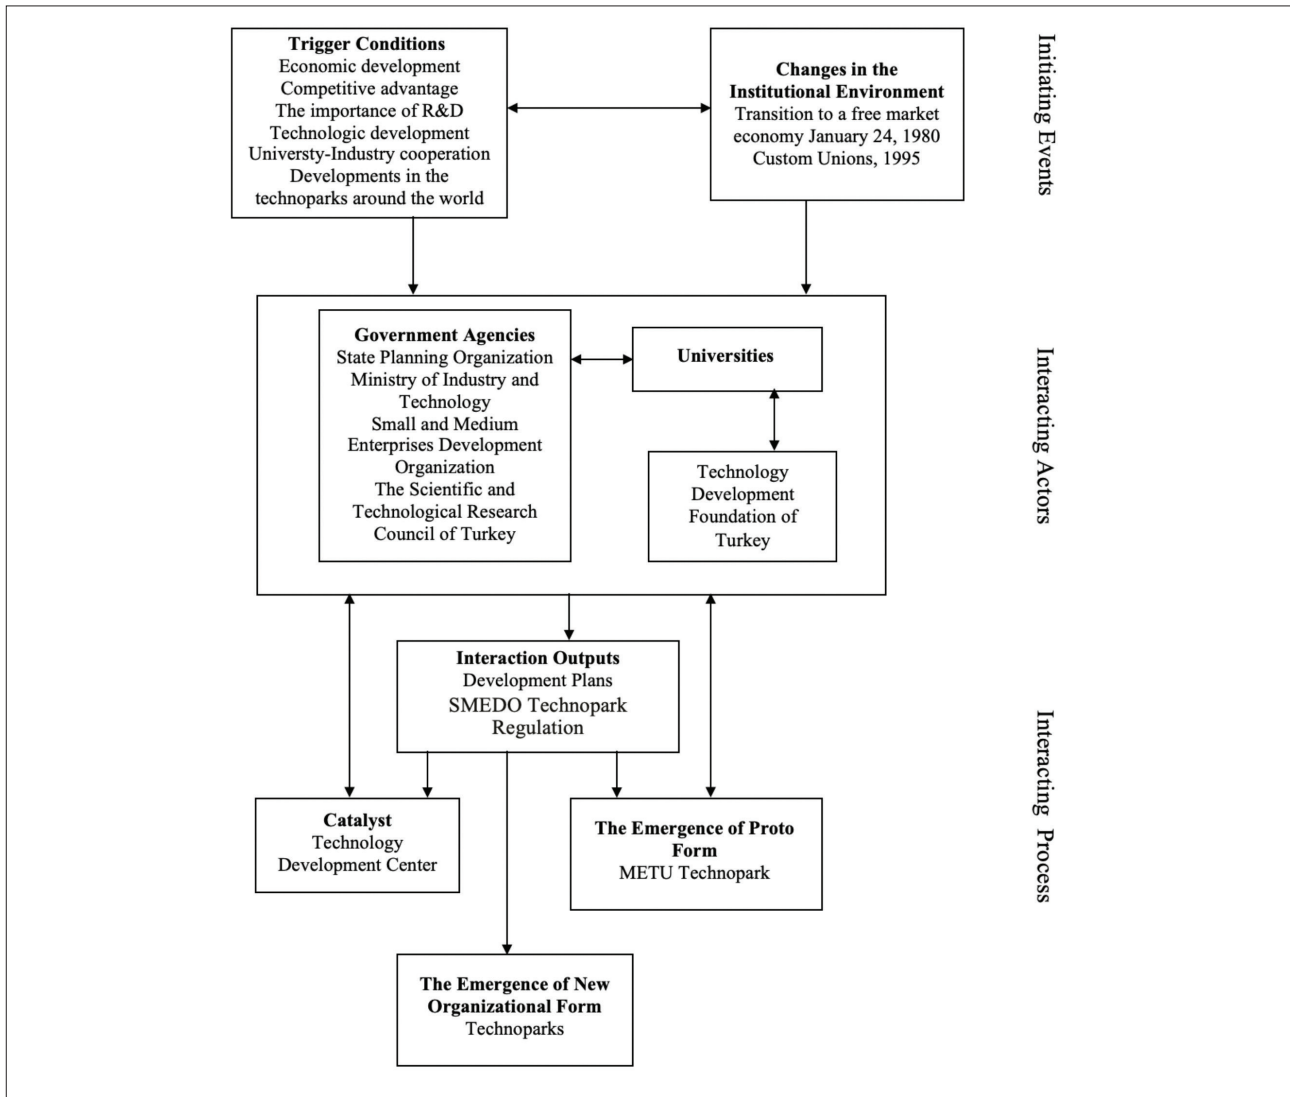 Trigger Conditions
Economic development
Competitive advantage
The importance of R&D
Technologic development
Universty-Industry cooperation
Developments in the
technoparks around the world
Changes in the
Institutional Environment
Transition to a free market
economy January 24, 1980
Custom Unions, 1995
Initiating Events
Government Agencies
State Planning Organization
Ministry of Industry and
Technology
Small and Medium
Enterprises Development
Organization
The Scientific and
Technological Research
Council of Turkey
Universities
Technology
Development
Foundation of
Turkey
Interacting Actors
Interaction Outputs
Development Plans
SMEDO Technopark
Regulation
Catalyst
Technology
Development Center
The Emergence of Proto
Form
METU Technopark
Interacting Process
The Emergence of New
Organizational Form
Technoparks